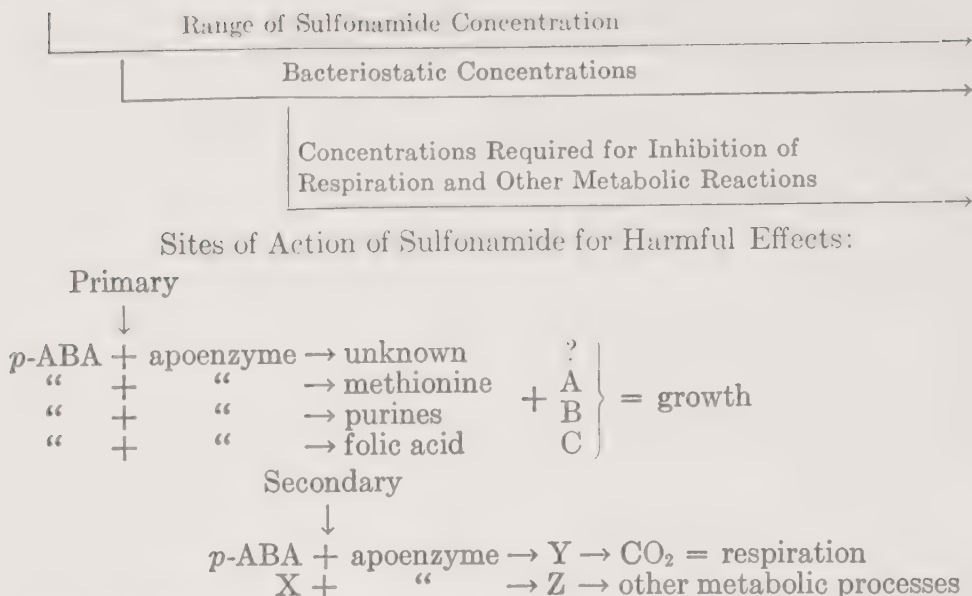 Range of Sulfonamide Concentration
Bacteriostatic Concentrations
Concentrations Required for Inhibition of
Respiration and Other Metabolic Reactions
Sites of Action of Sulfonamide for Harmful Effects:
Primary
↓
p-ABA + apoenzyme → unknown ?
“ + “ → methionine + A
“ + “ → purines B } = growth
“ + “ → folic acid C
Secondary
↓
p-ABA + apoenzyme → Y → CO₂ = respiration
X + “ → Z → other metabolic processes